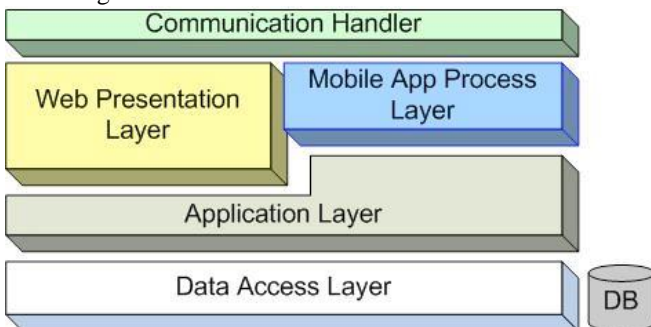 Communication Handler
Web Presentation
Layer
Mobile App Process
Layer
Application Layer
Data Access Layer
DB